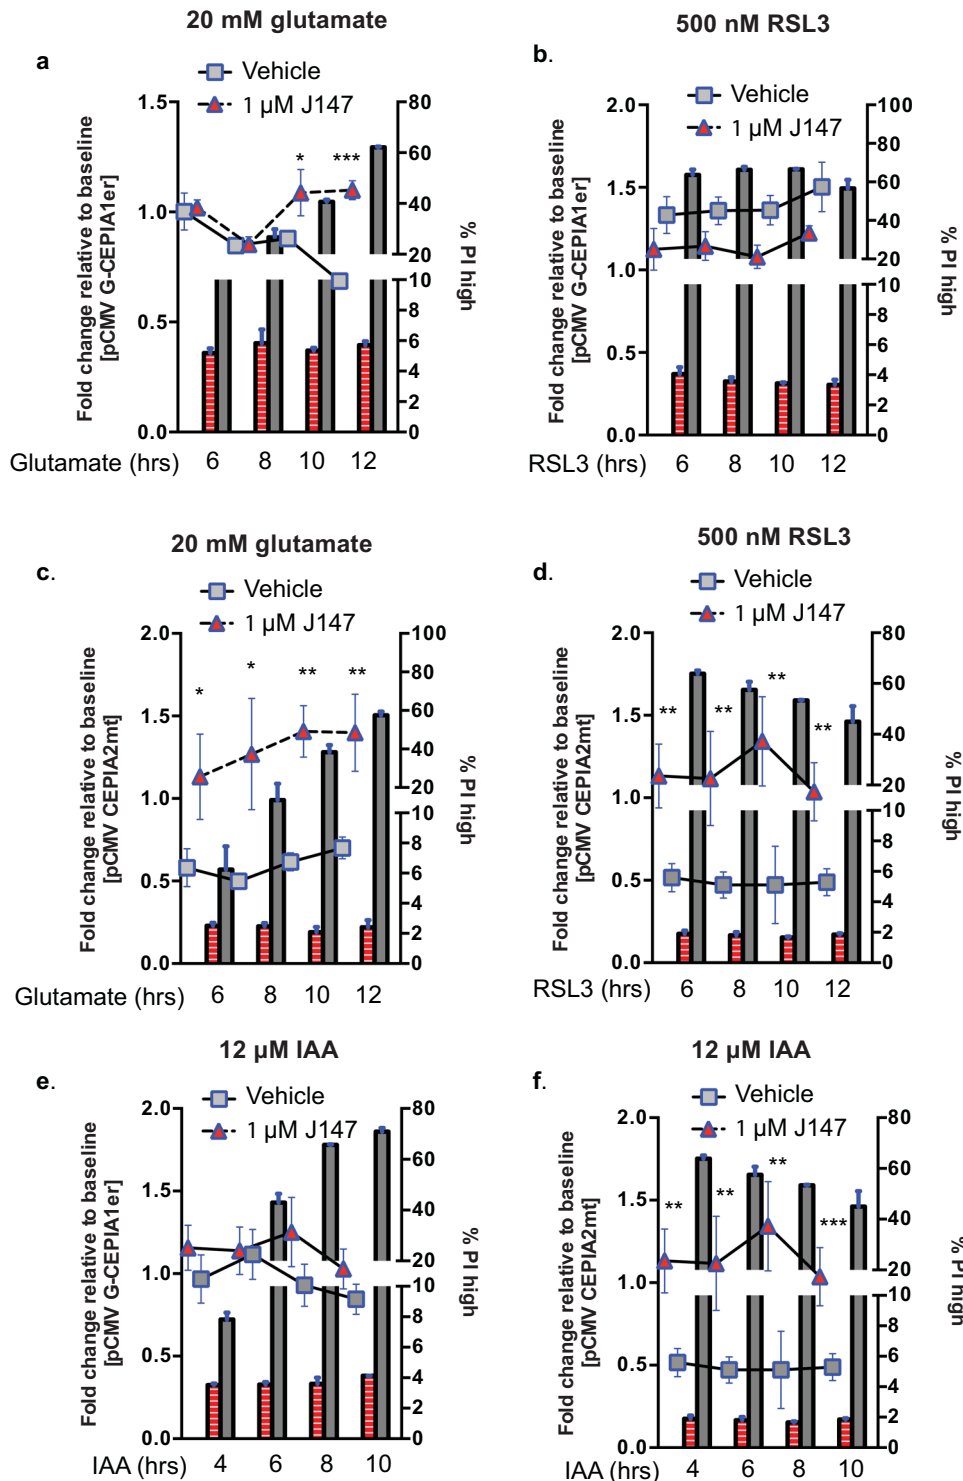 20 mM glutamate
a
Vehicle
1 µM J147
Fold change relative to baseline
[pCMV G-CEPIA1er]
1.5
1.0
0.5
0.0
80
60
40
20
10
8
6
4
2
0
% PI high
* ***
Glutamate (hrs) 6 8 10 12
500 nM RSL3
b.
Vehicle
1 µM J147
Fold change relative to baseline
[pCMV G-CEPIA1er]
2.0
1.5
1.0
0.5
0.0
100
80
60
40
20
10
8
6
4
2
0
% PI high
RSL3 (hrs) 6 8 10 12
20 mM glutamate
c.
Vehicle
1 µM J147
Fold change relative to baseline
[pCMV CEPIA2mt]
2.0
1.5
1.0
0.5
0.0
100
80
60
40
20
10
8
6
4
2
0
% PI high
* * ** **
Glutamate (hrs) 6 8 10 12
500 nM RSL3
d.
Vehicle
1 µM J147
Fold change relative to baseline
[pCMV CEPIA2mt]
2.0
1.5
1.0
0.5
0.0
80
60
40
20
10
8
6
4
2
0
% PI high
** ** ** **
RSL3 (hrs) 6 8 10 12
12 µM IAA
e.
Vehicle
1 µM J147
Fold change relative to baseline
[pCMV G-CEPIA1er]
2.0
1.5
1.0
0.5
0.0
80
60
40
20
10
8
6
4
2
0
% PI high
IAA (hrs) 4 6 8 10
12 µM IAA
f.
Vehicle
1 µM J147
Fold change relative to baseline
[pCMV CEPIA2mt]
2.0
1.5
1.0
0.5
0.0
80
60
40
20
10
8
6
4
2
0
% PI high
** ** ** ***
IAA (hrs) 4 6 8 10